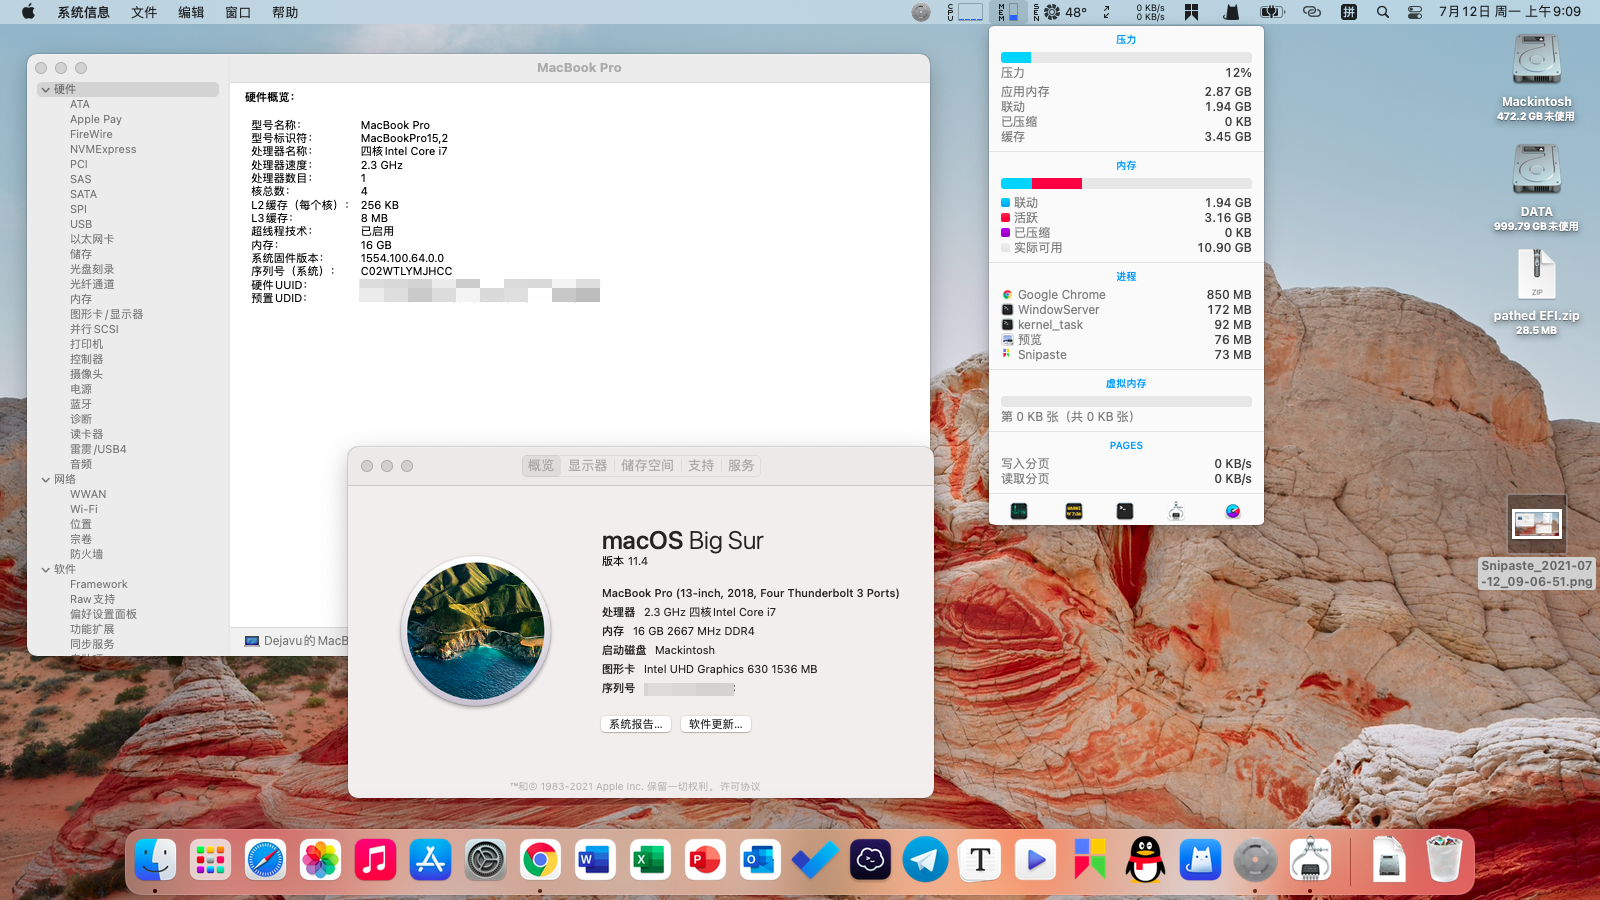 系统信息 文件 编辑 窗口 帮助
CPU MEM SEN 48° 0 KB/s 0 KB/s 拼 7月12日 周一 上午9:09
MacBook Pro
硬件
ATA
Apple Pay
FireWire
NVMExpress
PCI
SAS
SATA
SPI
USB
以太网卡
储存
光盘刻录
光纤通道
内存
图形卡/显示器
并行SCSI
打印机
控制器
摄像头
电源
蓝牙
诊断
读卡器
雷雳/USB4
音频
网络
WWAN
Wi-Fi
位置
宗卷
防火墙
软件
Framework
Raw支持
偏好设置面板
功能扩展
同步服务
硬件概览：
型号名称： MacBook Pro
型号标识符： MacBookPro15,2
处理器名称： 四核Intel Core i7
处理器速度： 2.3 GHz
处理器数目： 1
核总数： 4
L2缓存（每个核）： 256 KB
L3缓存： 8 MB
超线程技术： 已启用
内存： 16 GB
系统固件版本： 1554.100.64.0.0
序列号（系统）： C02WTLYMJHCC
硬件UUID：
预置UDID：
Dejavu的MacB
概览 显示器 储存空间 支持 服务
macOS Big Sur
版本 11.4
MacBook Pro (13-inch, 2018, Four Thunderbolt 3 Ports)
处理器 2.3 GHz 四核Intel Core i7
内存 16 GB 2667 MHz DDR4
启动磁盘 Mackintosh
图形卡 Intel UHD Graphics 630 1536 MB
序列号
系统报告... 软件更新...
™和© 1983-2021 Apple Inc. 保留一切权利。许可协议
压力
压力 12%
应用内存 2.87 GB
联动 1.94 GB
已压缩 0 KB
缓存 3.45 GB
内存
联动 1.94 GB
活跃 3.16 GB
已压缩 0 KB
实际可用 10.90 GB
进程
Google Chrome 850 MB
WindowServer 172 MB
kernel_task 92 MB
预览 76 MB
Snipaste 73 MB
虚拟内存
第 0 KB 张（共 0 KB 张）
PAGES
写入分页 0 KB/s
读取分页 0 KB/s
Mackintosh
472.2 GB未使用
DATA
999.79 GB未使用
ZIP
pathed EFI.zip
28.5 MB
Snipaste_2021-07
-12_09-06-51.png
W X P O T